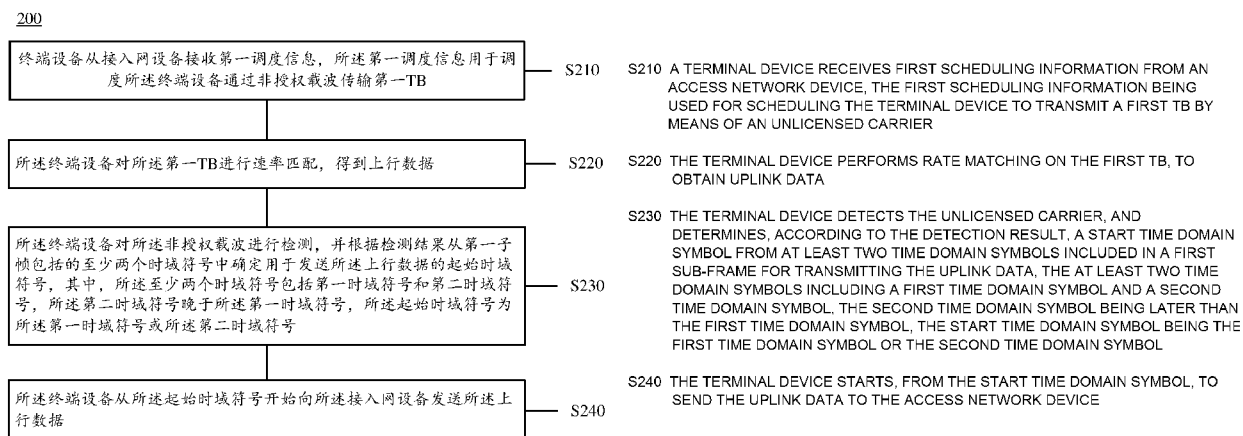 200
终端设备从接入网设备接收第一调度信息，所述第一调度信息用于调
度所述终端设备通过非授权载波传输第一TB
S210
S210 A TERMINAL DEVICE RECEIVES FIRST SCHEDULING INFORMATION FROM AN
ACCESS NETWORK DEVICE, THE FIRST SCHEDULING INFORMATION BEING
USED FOR SCHEDULING THE TERMINAL DEVICE TO TRANSMIT A FIRST TB BY
MEANS OF AN UNLICENSED CARRIER
所述终端设备对所述第一TB进行速率匹配，得到上行数据
S220
S220 THE TERMINAL DEVICE PERFORMS RATE MATCHING ON THE FIRST TB, TO
OBTAIN UPLINK DATA
所述终端设备对所述非授权载波进行检测，并根据检测结果从第一子
帧包括的至少两个时域符号中确定用于发送所述上行数据的起始时域
符号，其中，所述至少两个时域符号包括第一时域符号和第二时域符
号，所述第二时域符号晚于所述第一时域符号，所述起始时域符号为
所述第一时域符号或所述第二时域符号
S230
S230 THE TERMINAL DEVICE DETECTS THE UNLICENSED CARRIER, AND
DETERMINES, ACCORDING TO THE DETECTION RESULT, A START TIME DOMAIN
SYMBOL FROM AT LEAST TWO TIME DOMAIN SYMBOLS INCLUDED IN A FIRST
SUB-FRAME FOR TRANSMITTING THE UPLINK DATA, THE AT LEAST TWO TIME
DOMAIN SYMBOLS INCLUDING A FIRST TIME DOMAIN SYMBOL AND A SECOND
TIME DOMAIN SYMBOL, THE SECOND TIME DOMAIN SYMBOL BEING LATER THAN
THE FIRST TIME DOMAIN SYMBOL, THE START TIME DOMAIN SYMBOL BEING THE
FIRST TIME DOMAIN SYMBOL OR THE SECOND TIME DOMAIN SYMBOL
所述终端设备从所述起始时域符号开始向所述接入网设备发送所述上
行数据
S240
S240 THE TERMINAL DEVICE STARTS, FROM THE START TIME DOMAIN SYMBOL, TO
SEND THE UPLINK DATA TO THE ACCESS NETWORK DEVICE